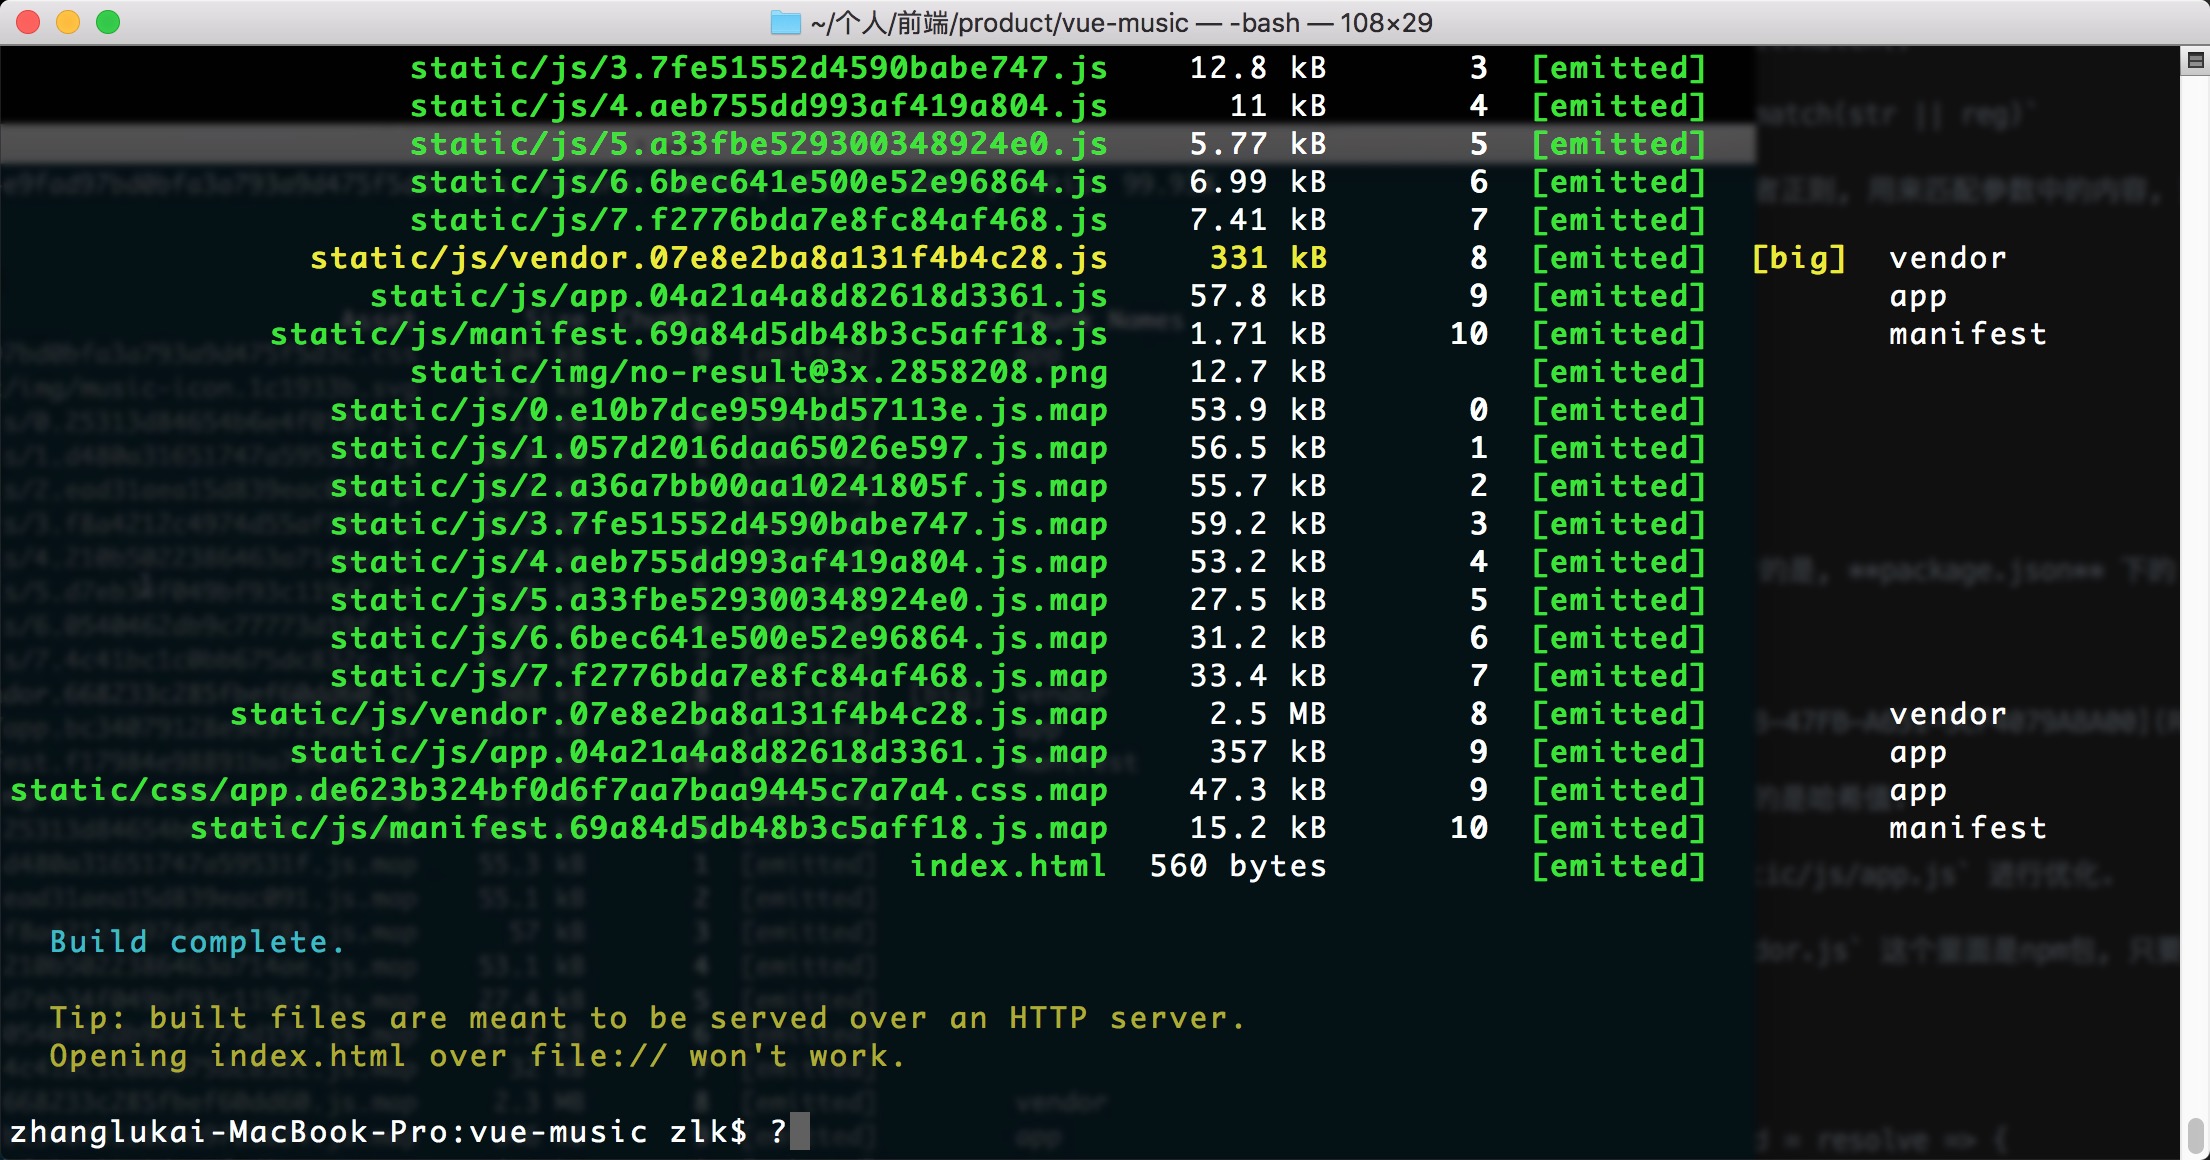 ~/个人/前端/product/vue-music — -bash — 108×29
static/js/3.7fe51552d4590babe747.js 12.8 kB 3 [emitted]
static/js/4.aeb755dd993af419a804.js 11 kB 4 [emitted]
static/js/5.a33fbe529300348924e0.js 5.77 kB 5 [emitted]
static/js/6.6bec641e500e52e96864.js 6.99 kB 6 [emitted]
static/js/7.f2776bda7e8fc84af468.js 7.41 kB 7 [emitted]
static/js/vendor.07e8e2ba8a131f4b4c28.js 331 kB 8 [emitted] [big] vendor
static/js/app.04a21a4a8d82618d3361.js 57.8 kB 9 [emitted] app
static/js/manifest.69a84d5db48b3c5aff18.js 1.71 kB 10 [emitted] manifest
static/img/no-result@3x.2858208.png 12.7 kB [emitted]
static/js/0.e10b7dce9594bd57113e.js.map 53.9 kB 0 [emitted]
static/js/1.057d2016daa65026e597.js.map 56.5 kB 1 [emitted]
static/js/2.a36a7bb00aa10241805f.js.map 55.7 kB 2 [emitted]
static/js/3.7fe51552d4590babe747.js.map 59.2 kB 3 [emitted]
static/js/4.aeb755dd993af419a804.js.map 53.2 kB 4 [emitted]
static/js/5.a33fbe529300348924e0.js.map 27.5 kB 5 [emitted]
static/js/6.6bec641e500e52e96864.js.map 31.2 kB 6 [emitted]
static/js/7.f2776bda7e8fc84af468.js.map 33.4 kB 7 [emitted]
static/js/vendor.07e8e2ba8a131f4b4c28.js.map 2.5 MB 8 [emitted] vendor
static/js/app.04a21a4a8d82618d3361.js.map 357 kB 9 [emitted] app
static/css/app.de623b324bf0d6f7aa7baa9445c7a7a4.css.map 47.3 kB 9 [emitted] app
static/js/manifest.69a84d5db48b3c5aff18.js.map 15.2 kB 10 [emitted] manifest
index.html 560 bytes [emitted]
Build complete.
Tip: built files are meant to be served over an HTTP server.
Opening index.html over file:// won't work.
zhanglukai-MacBook-Pro:vue-music zlk$ ?